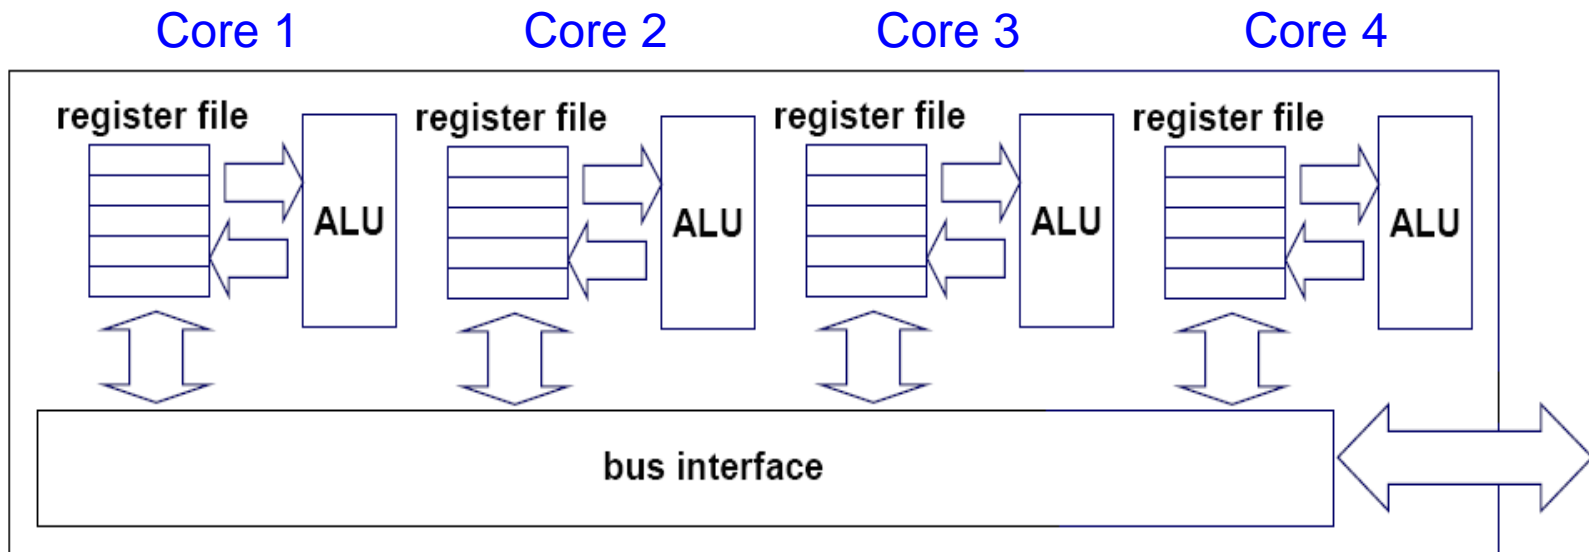 Core 1 Core 2 Core 3 Core 4
register file register file register file register file
ALU ALU ALU ALU
bus interface